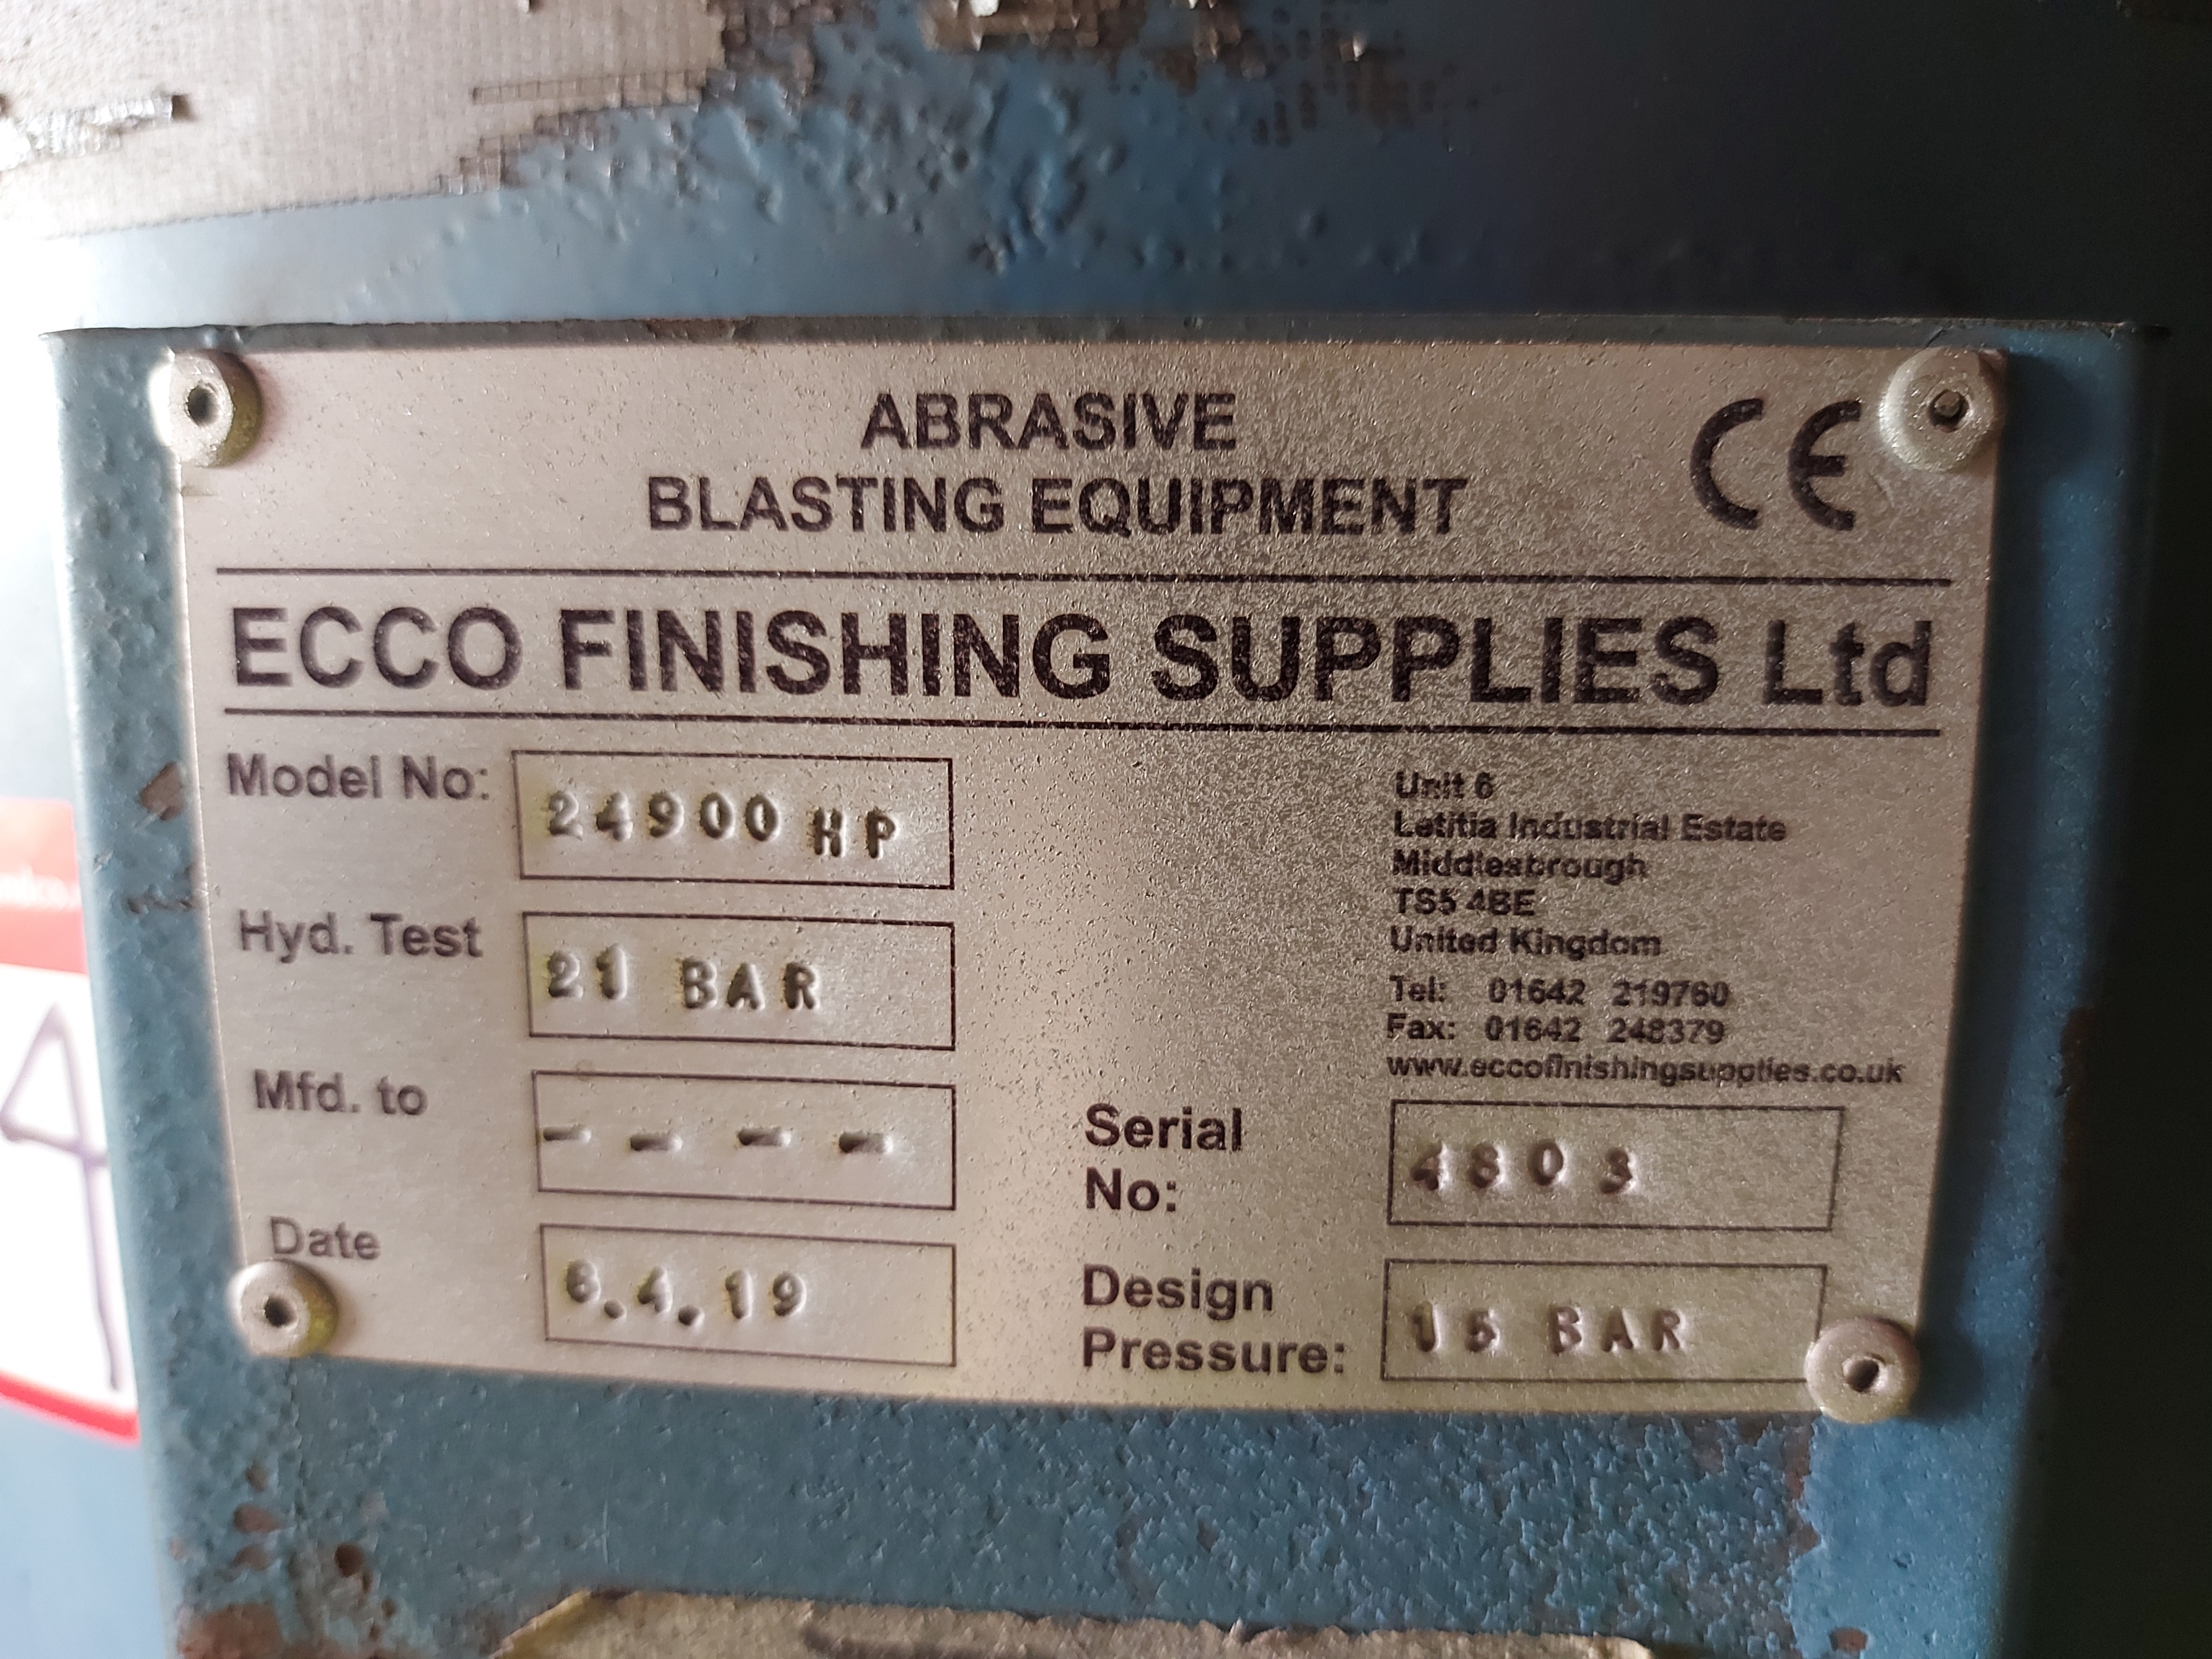 ABRASIVE
BLASTING EQUIPMENT
CE
ECCO FINISHING SUPPLIES Ltd
Model No: 24900 HP
Hyd. Test 21 BAR
Mfd. to - - - -
Date 6.4.19
Unit 6
Letitia Industrial Estate
Middlesbrough
TS5 4BE
United Kingdom
Tel: 01642 219760
Fax: 01642 248379
www.eccofinishingsupplies.co.uk
Serial
No: 4803
Design
Pressure: 15 BAR
4